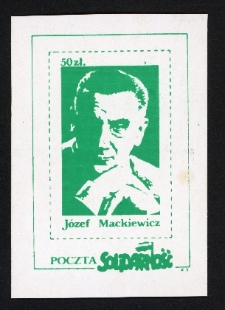 50 zł.
Józef Mackiewicz
POCZTA SOLIDARNOŚĆ